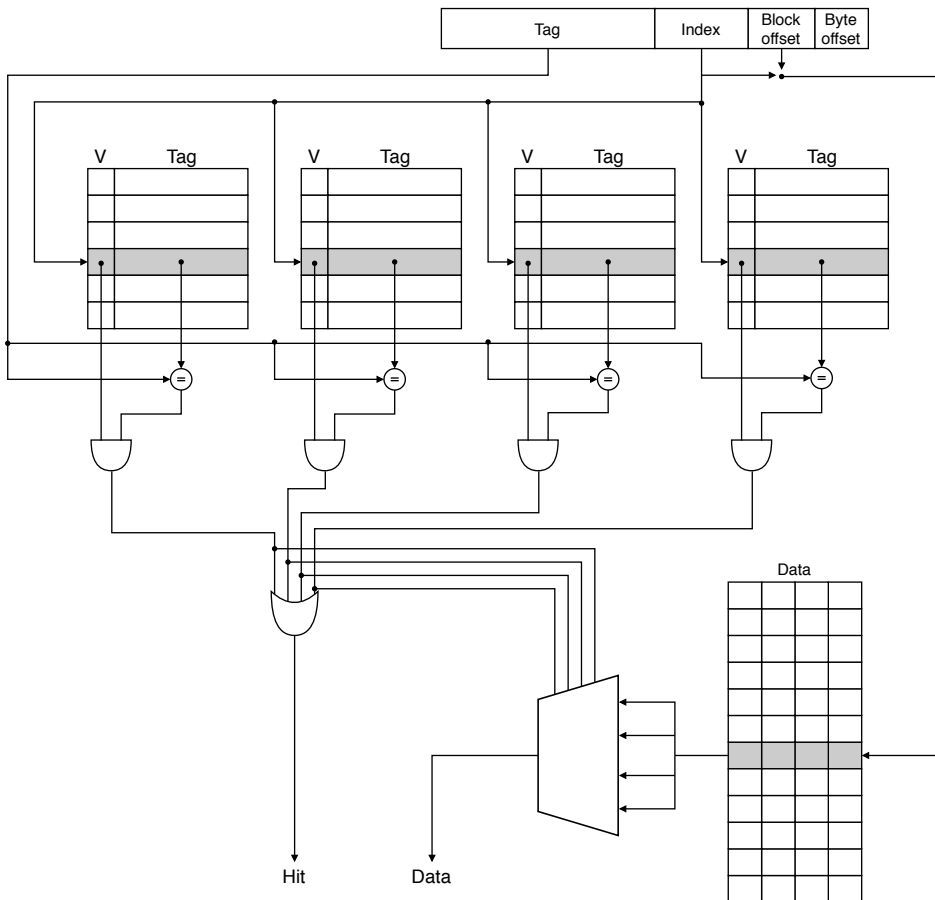 Tag Index Block offset Byte offset
V Tag V Tag V Tag V Tag
= = = =
Data
Hit Data